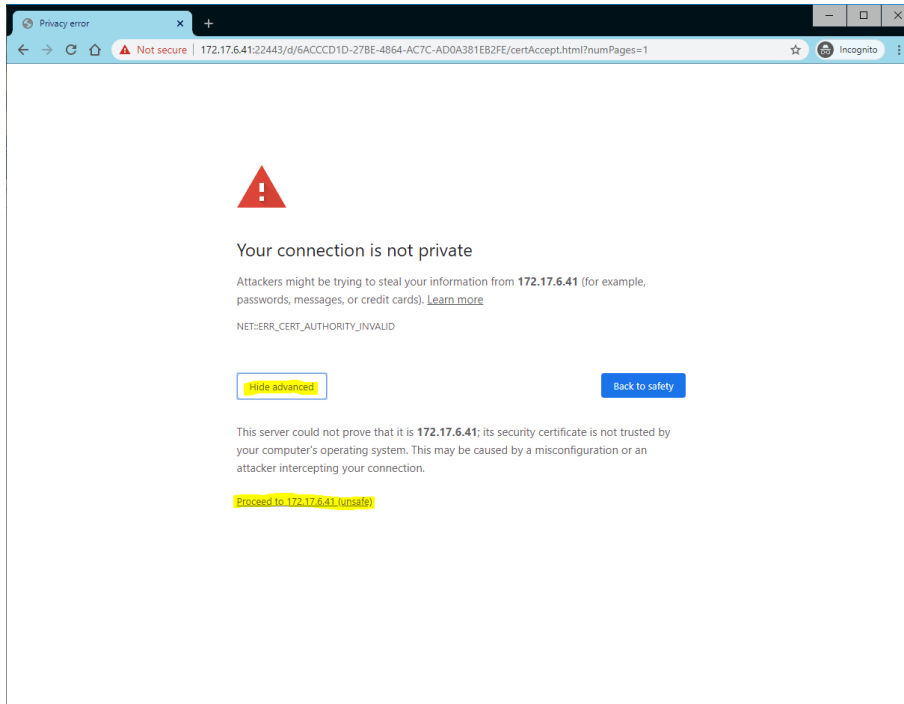 Privacy error
Not secure | 172.17.6.41:22443/d/6ACCCD1D-27BE-4864-AC7C-AD0A381EB2FE/certAccept.html?numPages=1
Incognito
Your connection is not private
Attackers might be trying to steal your information from 172.17.6.41 (for example,
passwords, messages, or credit cards). Learn more
NET::ERR_CERT_AUTHORITY_INVALID
Hide advanced
Back to safety
This server could not prove that it is 172.17.6.41; its security certificate is not trusted by
your computer's operating system. This may be caused by a misconfiguration or an
attacker intercepting your connection.
Proceed to 172.17.6.41 (unsafe)